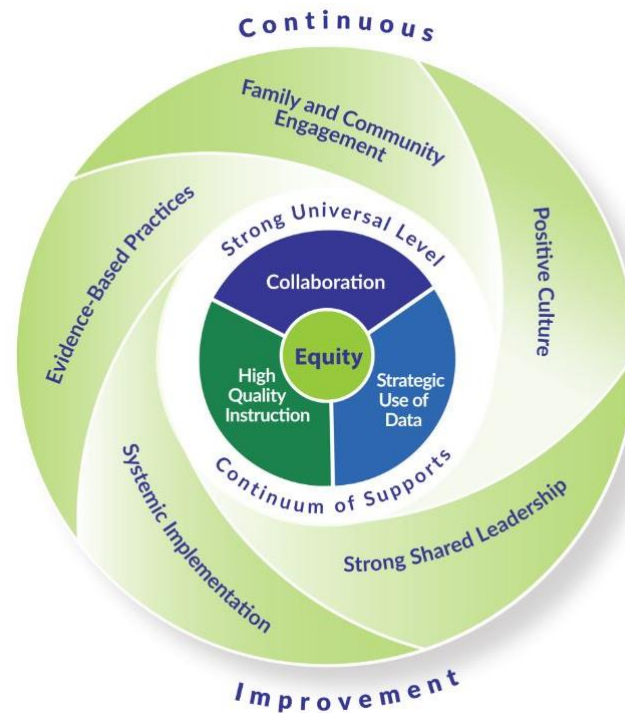 Continuous
Family and Community
Engagement
Positive Culture
Evidence-Based Practices
Strong Universal Level
Collaboration
Equity
High
Quality
Instruction
Strategic
Use of
Data
Continuum of Supports
Systemic Implementation
Strong Shared Leadership
Improvement